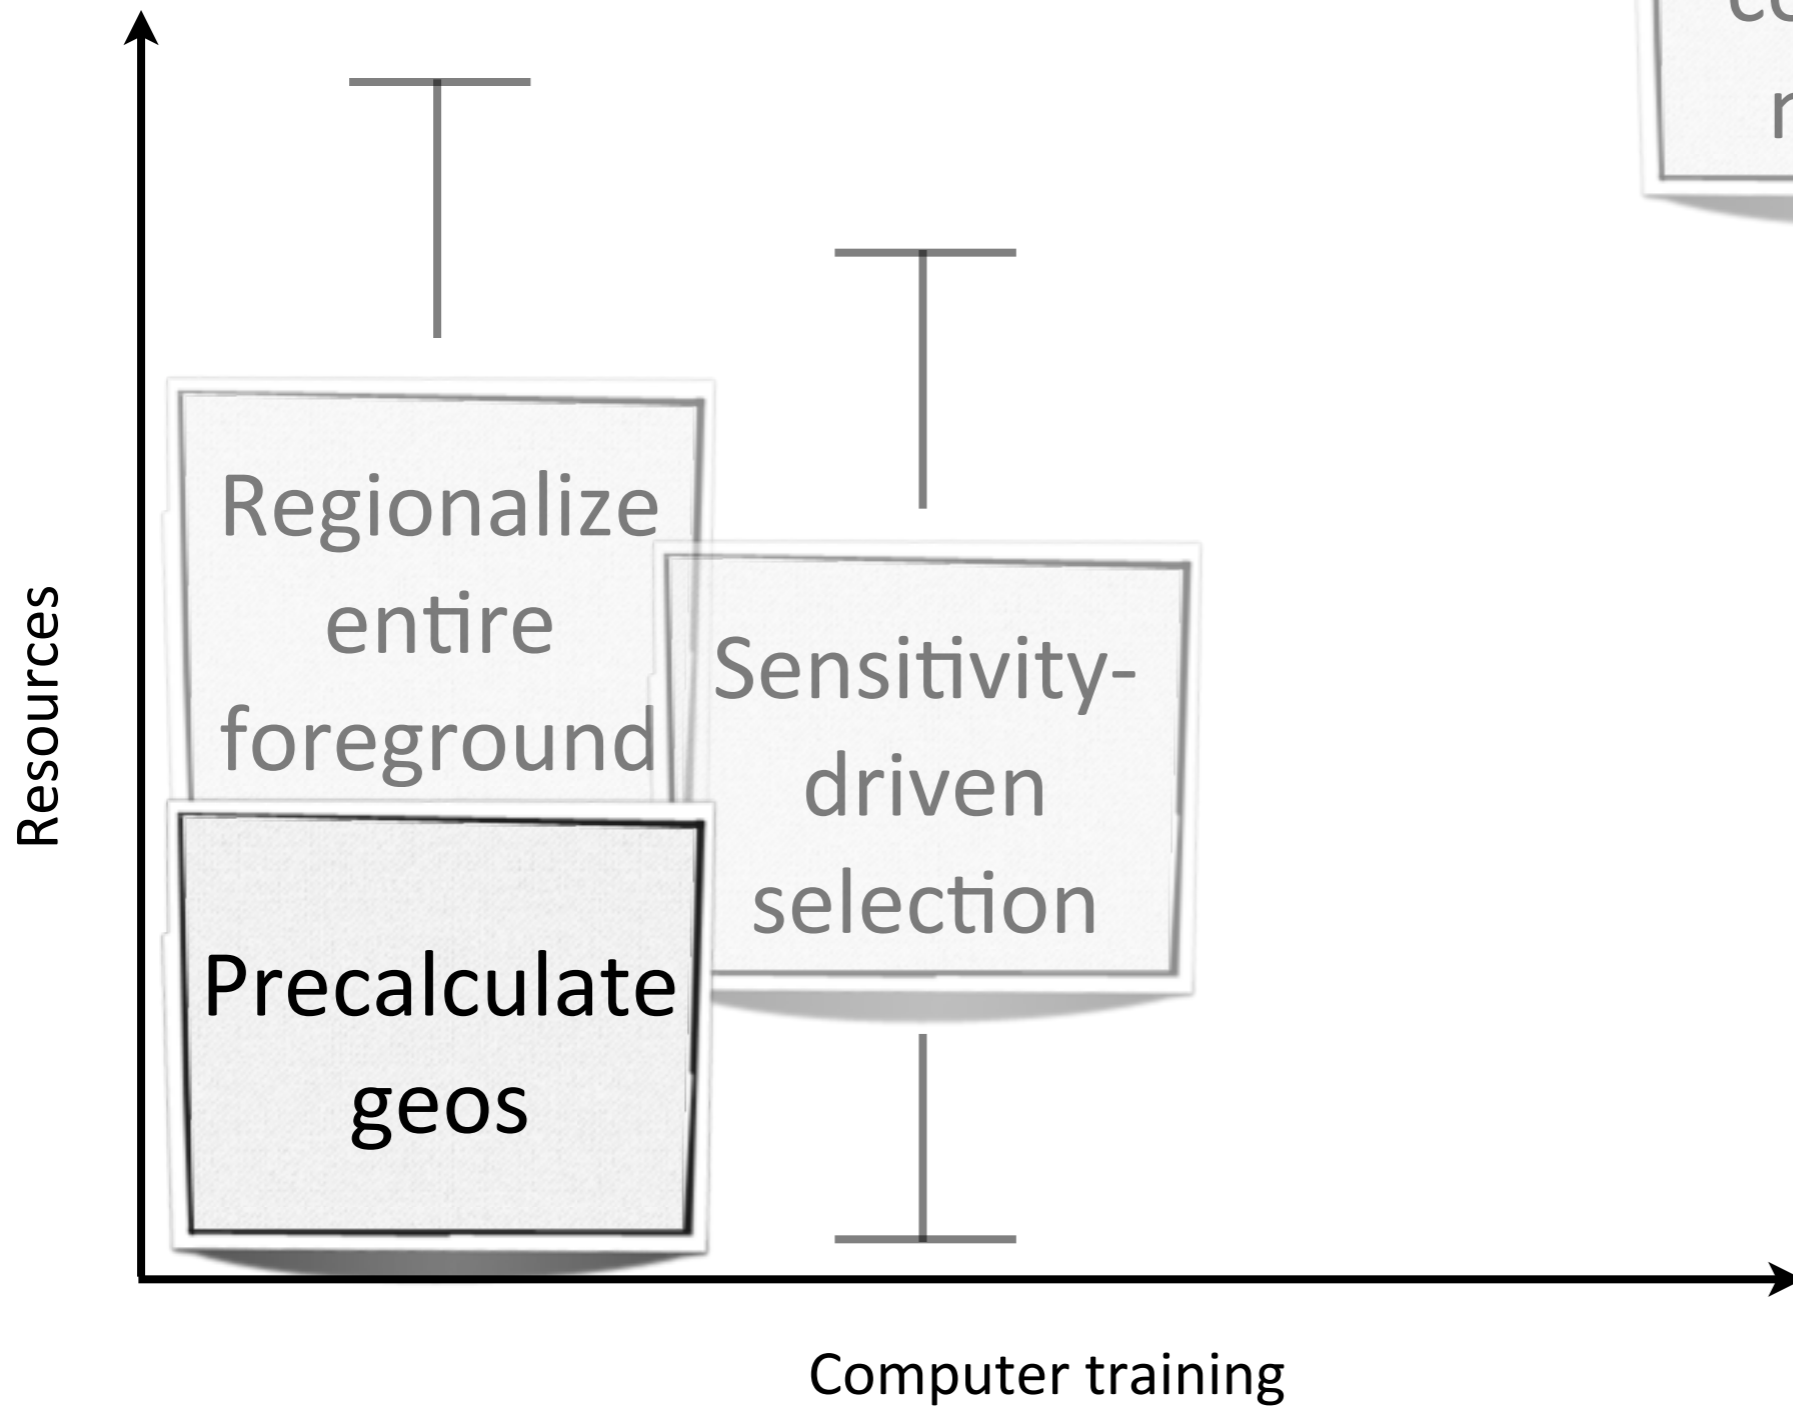 Regionalize
entire
foreground
Sensitivity-
driven
selection
Precalculate
geos
Resources
Computer training